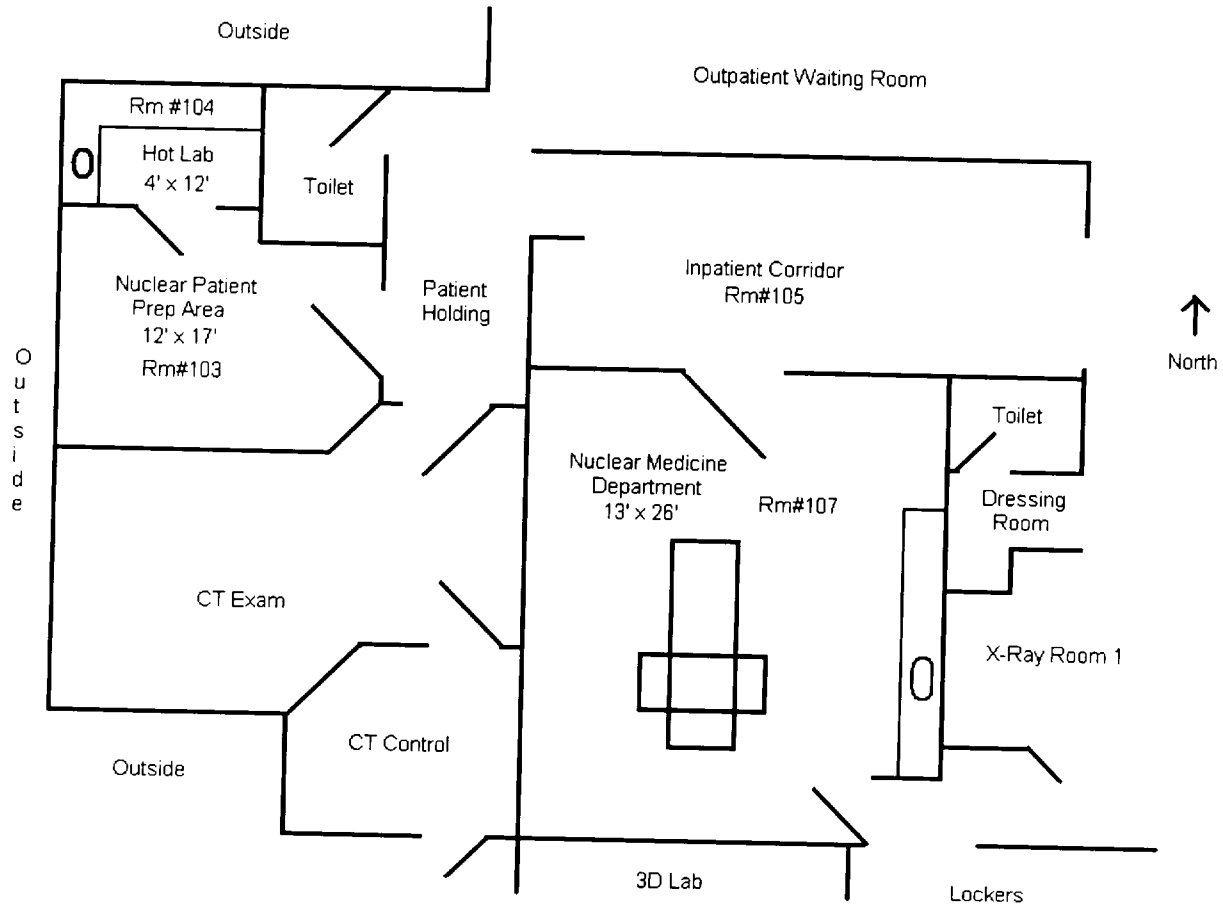 Outside
Outpatient Waiting Room
Rm #104
Hot Lab
4' x 12'
Toilet
Nuclear Patient
Prep Area
12' x 17'
Rm#103
Patient
Holding
Inpatient Corridor
Rm#105
North
Outside
Toilet
Nuclear Medicine
Department
13' x 26'
Rm#107
Dressing
Room
CT Exam
X-Ray Room 1
CT Control
Outside
3D Lab
Lockers